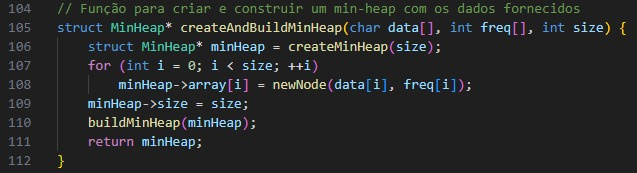 104 // Função para criar e construir um min-heap com os dados fornecidos
105 struct MinHeap* createAndBuildMinHeap(char data[], int freq[], int size) {
106     struct MinHeap* minHeap = createMinHeap(size);
107     for (int i = 0; i < size; ++i)
108         minHeap->array[i] = newNode(data[i], freq[i]);
109     minHeap->size = size;
110     buildMinHeap(minHeap);
111     return minHeap;
112 }